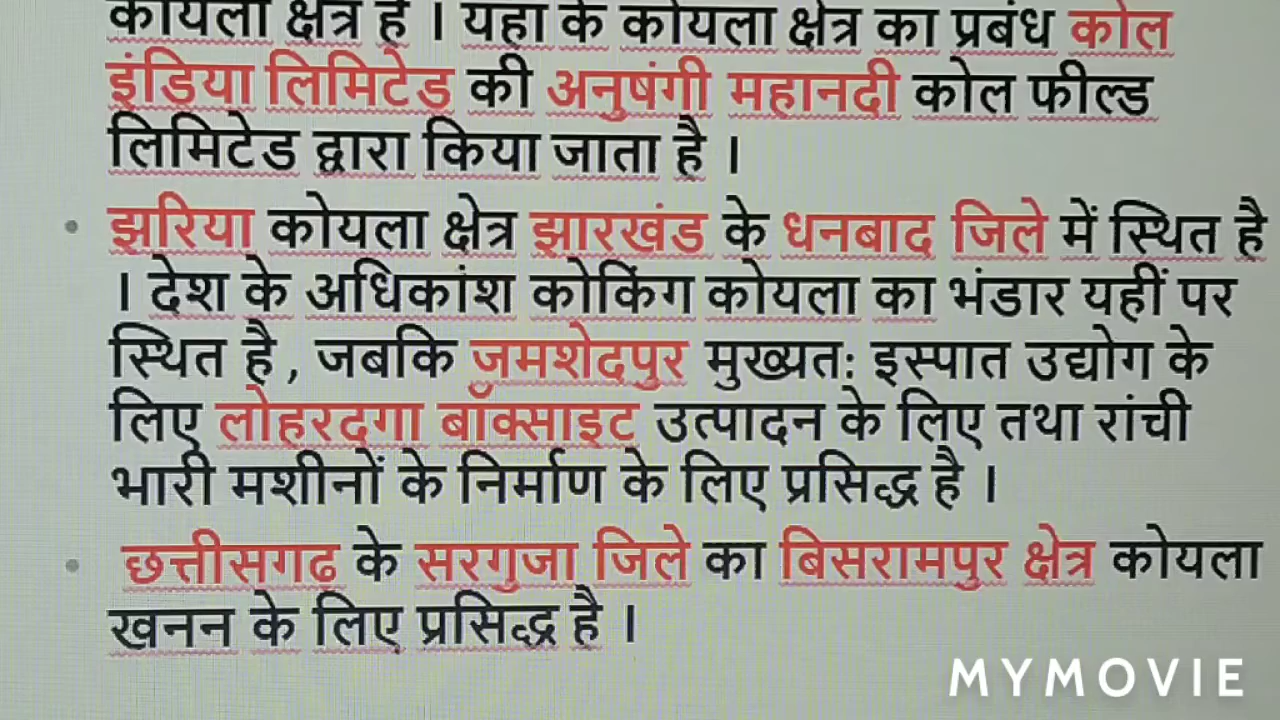 कोयला क्षेत्र है । यहां के कोयला क्षेत्र का प्रबंध कोल
इंडिया लिमिटेड की अनुषंगी महानदी कोल फील्ड
लिमिटेड द्वारा किया जाता है ।
झरिया कोयला क्षेत्र झारखंड के धनबाद जिले में स्थित है
। देश के अधिकांश कोकिंग कोयला का भंडार यहीं पर
स्थित है , जबकि जमशेदपुर मुख्यतः इस्पात उद्योग के
लिए लोहरदगा बॉक्साइट उत्पादन के लिए तथा रांची
भारी मशीनों के निर्माण के लिए प्रसिद्ध है ।
छत्तीसगढ के सरगुजा जिले का बिसरामपुर क्षेत्र कोयला
खनन के लिए प्रसिद्ध है ।
MYMOVIE